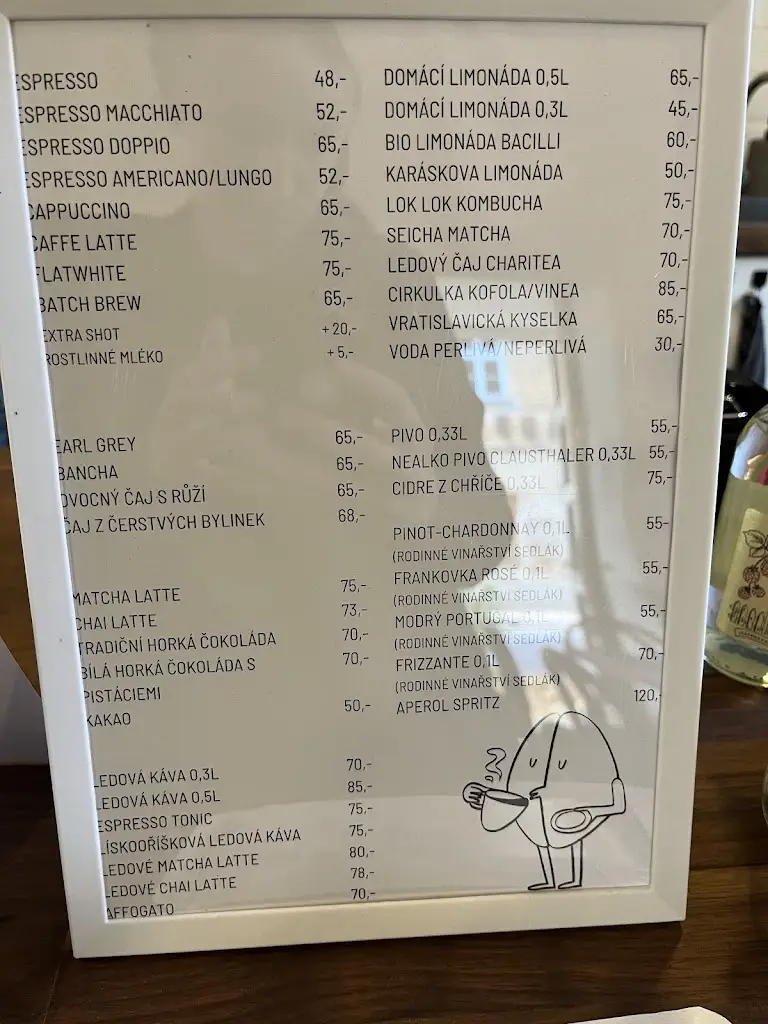 ESPRESSO 48,-
ESPRESSO MACCHIATO 52,-
ESPRESSO DOPPIO 65,-
ESPRESSO AMERICANO/LUNGO 52,-
CAPPUCCINO 65,-
CAFFE LATTE 75,-
FLATWHITE 75,-
BATCH BREW 65,-
EXTRA SHOT +20,-
ROSTLINNÉ MLÉKO +5,-
EARL GREY 65,-
BANCHA 65,-
OVOCNÝ ČAJ S RŮŽÍ 65,-
ČAJ Z ČERSTVÝCH BYLINEK 68,-
MATCHA LATTE 75,-
CHAI LATTE 73,-
TRADIČNÍ HORKÁ ČOKOLÁDA 70,-
BÍLÁ HORKÁ ČOKOLÁDA S 70,-
PISTÁCIEMI
KAKAO 50,-
LEDOVÁ KÁVA 0,3L 70,-
LEDOVÁ KÁVA 0,5L 85,-
ESPRESSO TONIC 75,-
LÍSKOOŘÍŠKOVÁ LEDOVÁ KÁVA 75,-
LEDOVÉ MATCHA LATTE 80,-
LEDOVÉ CHAI LATTE 78,-
AFFOGATO 70,-
DOMÁCÍ LIMONÁDA 0,5L 65,-
DOMÁCÍ LIMONÁDA 0,3L 45,-
BIO LIMONÁDA BACILLI 60,-
KARÁSKOVA LIMONÁDA 50,-
LOK LOK KOMBUCHA 75,-
SEICHA MATCHA 70,-
LEDOVÝ ČAJ CHARITEA 70,-
CIRKULKA KOFOLA/VINEA 85,-
VRATISLAVICKÁ KYSELKA 65,-
VODA PERLIVÁ/NEPERLIVÁ 30,-
PIVO 0,33L 55,-
NEALKO PIVO CLAUSTHALER 0,33L 55,-
CIDRE Z CHŘÍČE 0,33L 75,-
PINOT-CHARDONNAY 0,1L 55-
(RODINNÉ VINAŘSTVÍ SEDLÁK)
FRANKOVKA ROSÉ 0,1L 55,-
(RODINNÉ VINAŘSTVÍ SEDLÁK)
MODRÝ PORTUGAL 0,1L 55,-
(RODINNÉ VINAŘSTVÍ SEDLÁK)
FRIZZANTE 0,1L 70,-
(RODINNÉ VINAŘSTVÍ SEDLÁK)
APEROL SPRITZ 120,-